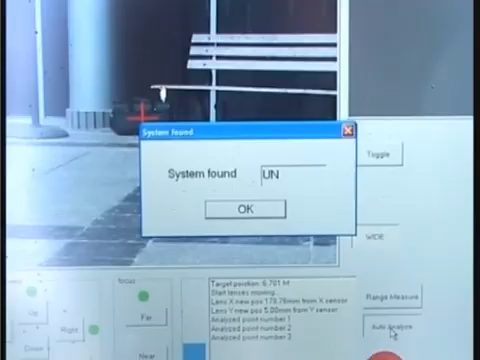 System found
System found UN
OK
Toggle
WIDE
Range Measure
Auto Analyze
focus
Up
Right
Down
Far
Near
Target position: 6.701 M
Start lenses moving...
Lens X new pos 179.76mm from X sensor
Lens Y new pos 5.00mm from Y sensor
Analyzed point number 1
Analyzed point number 2
Analyzed point number 3